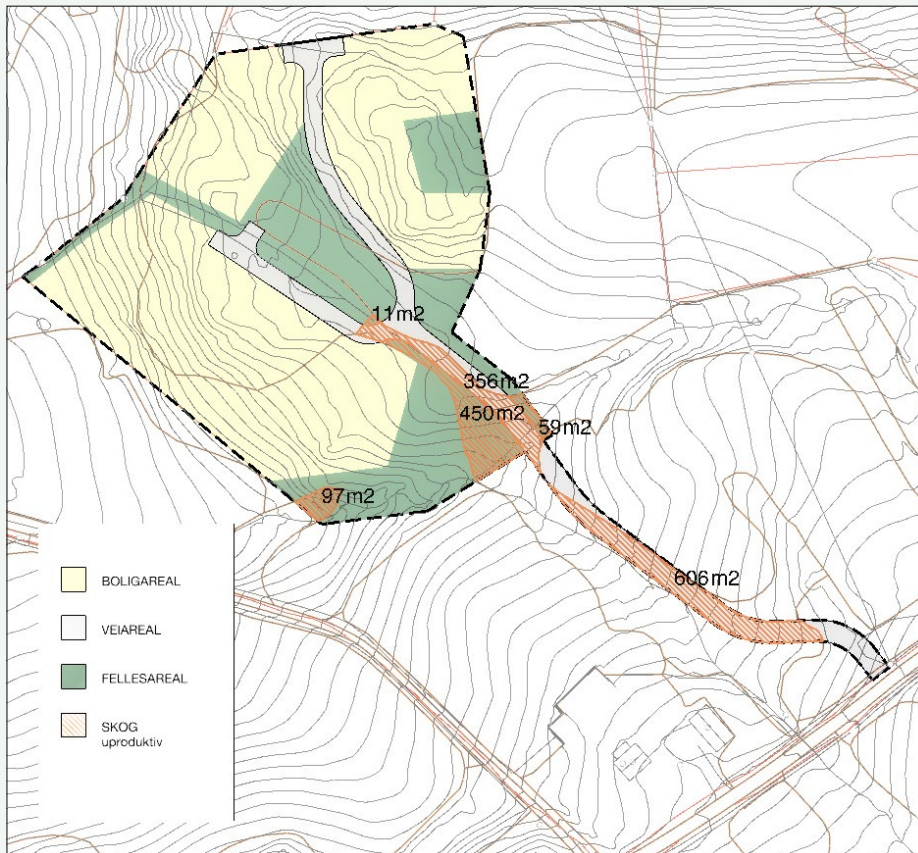 11m2
356m2
450m2
59m2
97m2
606m2
BOLIGAREAL
VEIAREAL
FELLESAREAL
SKOG
uproduktiv